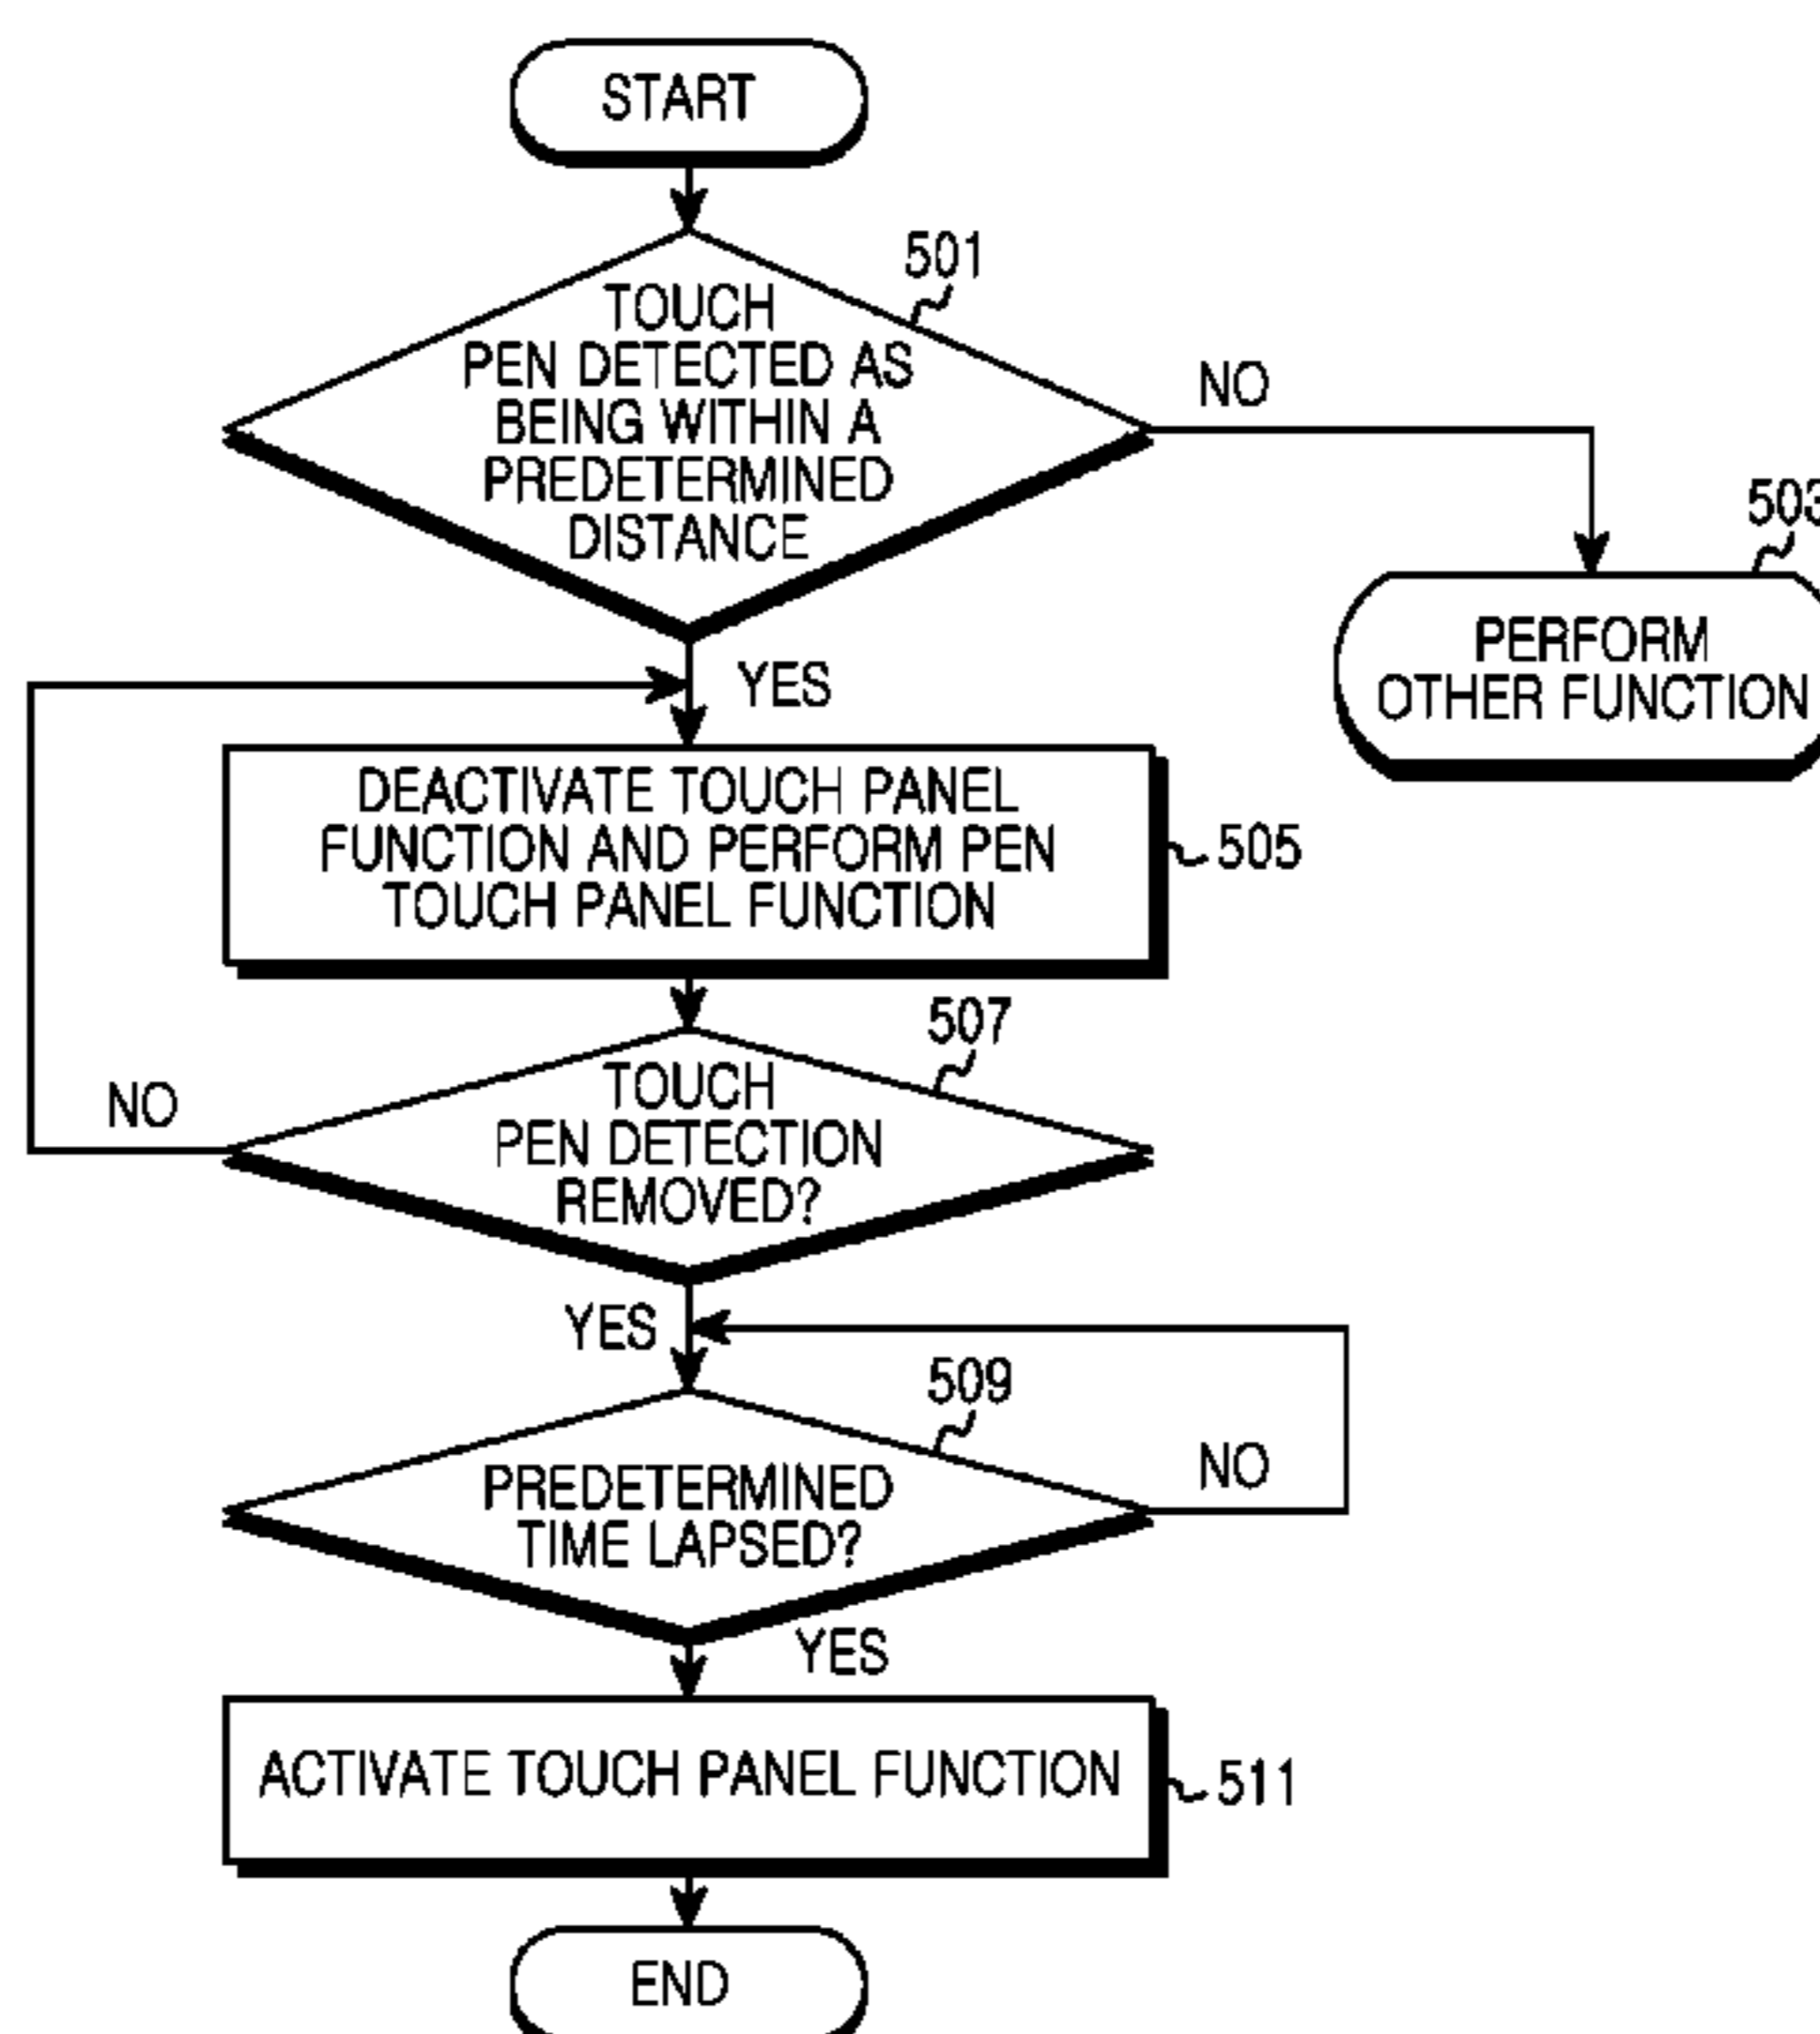 START
501
TOUCH
PEN DETECTED AS
BEING WITHIN A
PREDETERMINED
DISTANCE
NO
503
PERFORM
OTHER FUNCTION
YES
DEACTIVATE TOUCH PANEL
FUNCTION AND PERFORM PEN
TOUCH PANEL FUNCTION
505
507
TOUCH
PEN DETECTION
REMOVED?
NO
YES
509
PREDETERMINED
TIME LAPSED?
NO
YES
ACTIVATE TOUCH PANEL FUNCTION
511
END